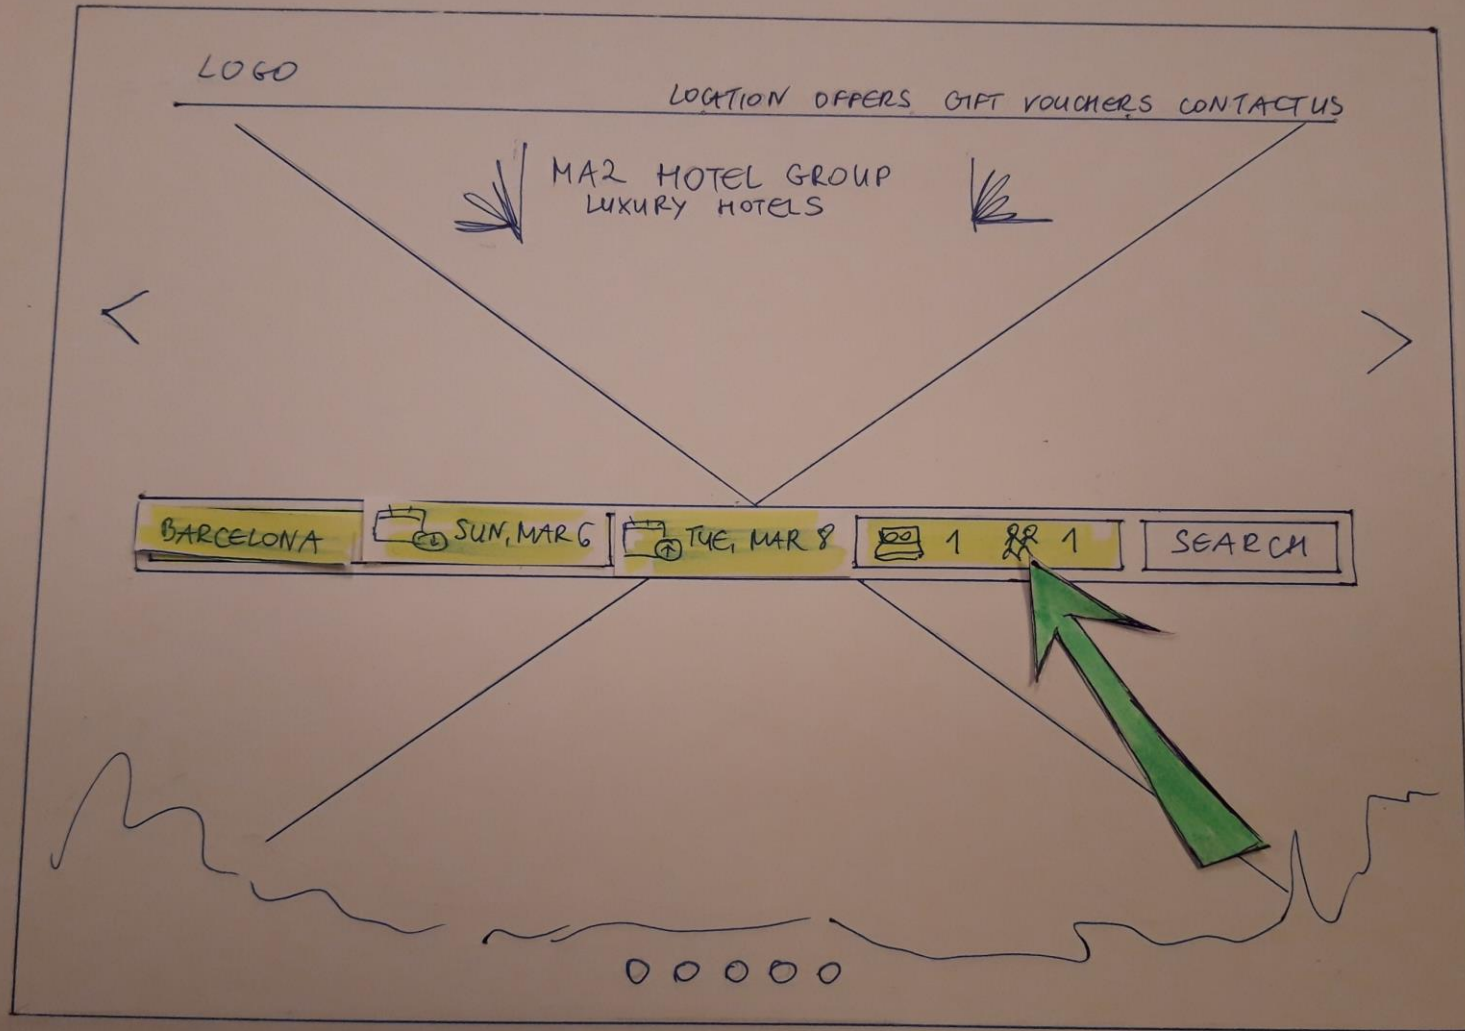 LOGO
LOCATION OFFERS GIFT VOUCHERS CONTACT US
MA2 HOTEL GROUP
LUXURY HOTELS
BARCELONA SUN, MAR 6 TUE, MAR 8 1 1 SEARCH